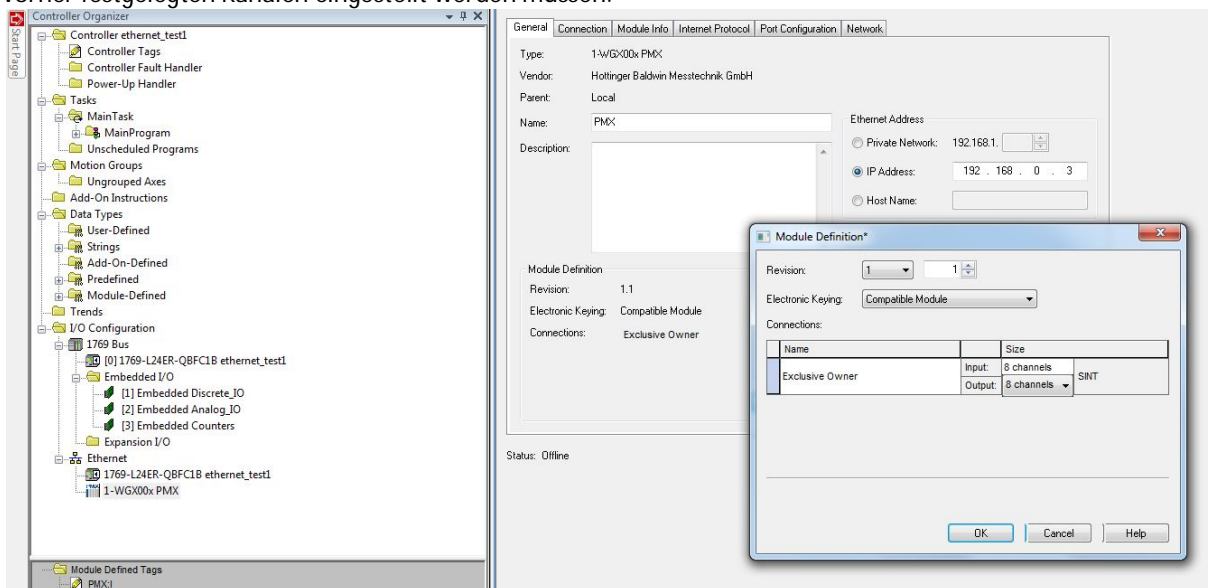 vorher festgelegten Kanälen eingestellt werden müssen.
Start Page
Controller Organizer
Controller ethernet_test1
Controller Tags
Controller Fault Handler
Power-Up Handler
Tasks
MainTask
MainProgram
Unscheduled Programs
Motion Groups
Ungrouped Axes
Add-On Instructions
Data Types
User-Defined
Strings
Add-On-Defined
Predefined
Module-Defined
Trends
I/O Configuration
1769 Bus
[0] 1769-L24ER-QBFC1B ethernet_test1
Embedded I/O
[1] Embedded Discrete_IO
[2] Embedded Analog_IO
[3] Embedded Counters
Expansion I/O
Ethernet
1769-L24ER-QBFC1B ethernet_test1
1-WGX00x PMX
Module Defined Tags
PMX:I
General Connection Module Info Internet Protocol Port Configuration Network
Type: 1-WGX00x PMX
Vendor: Hottinger Baldwin Messtechnik GmbH
Parent: Local
Name: PMX
Description:
Ethernet Address
Private Network: 192.168.1.
IP Address: 192 . 168 . 0 . 3
Host Name:
Module Definition
Revision: 1.1
Electronic Keying: Compatible Module
Connections: Exclusive Owner
Status: Offline
Module Definition*
Revision: 1 1
Electronic Keying: Compatible Module
Connections:
Name Size
Exclusive Owner Input: 8 channels SINT
Output: 8 channels
OK Cancel Help